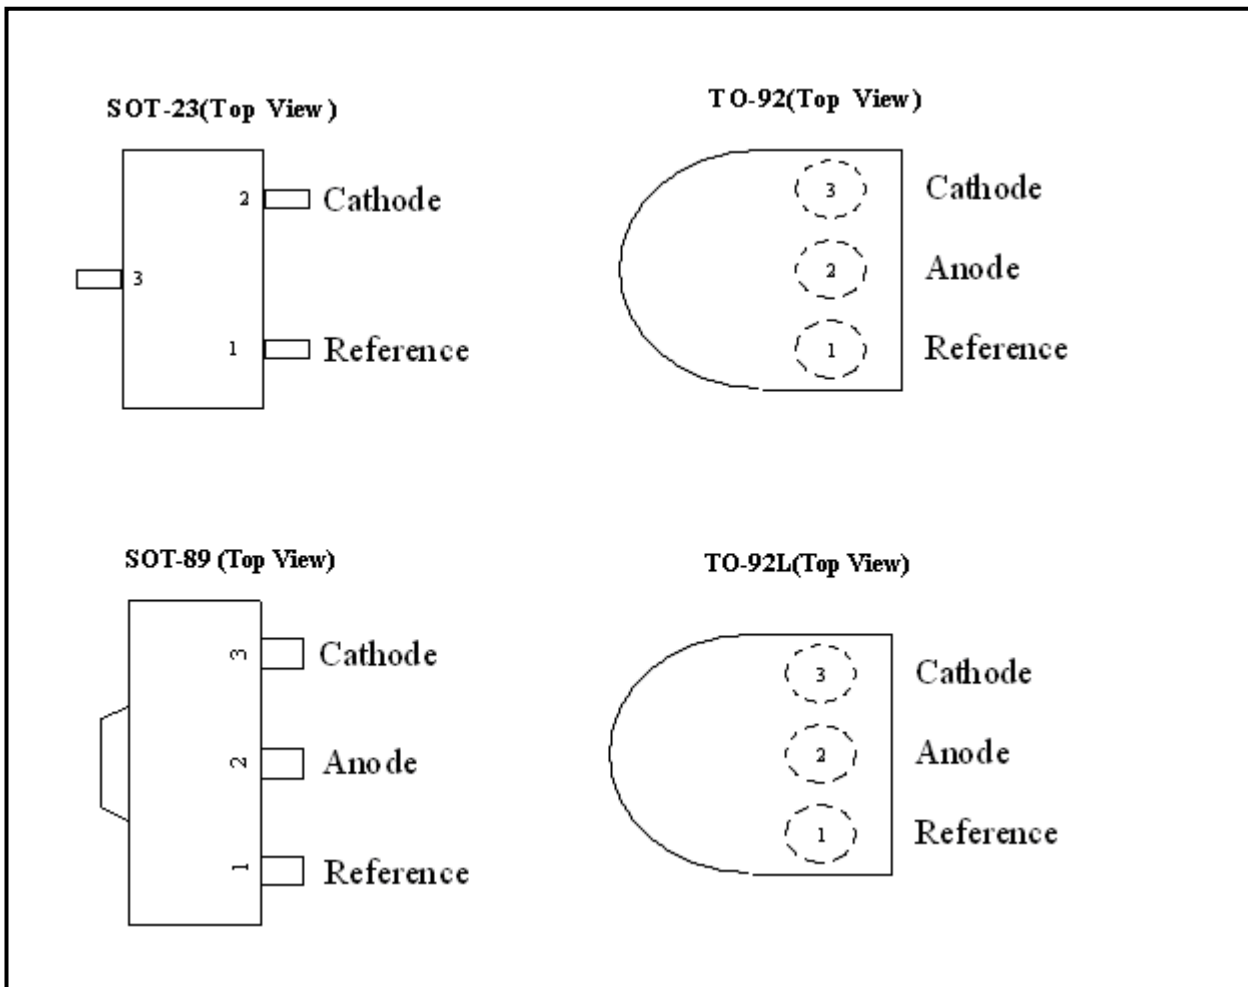 SOT-23(Top View)
2 Cathode
3
1 Reference
TO-92(Top View)
3 Cathode
2 Anode
1 Reference
SOT-89 (Top View)
3 Cathode
2 Anode
1 Reference
TO-92L(Top View)
3 Cathode
2 Anode
1 Reference